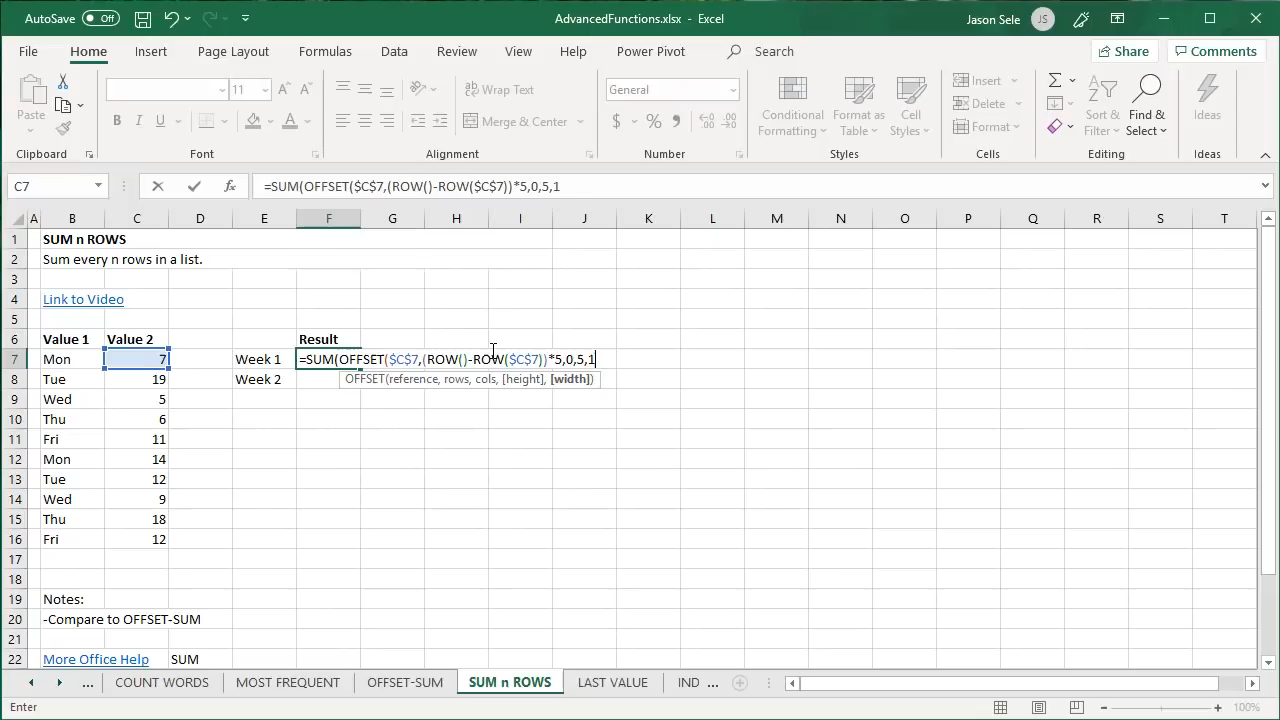 AutoSave Off AdvancedFunctions.xlsx - Excel Jason Sele JS
File Home Insert Page Layout Formulas Data Review View Help Power Pivot Search Share Comments
Paste
Clipboard
11
B I U
Font
Wrap Text
Merge & Center
Alignment
General
$ % ,
Number
Conditional Formatting
Format as Table
Cell Styles
Styles
Insert
Delete
Format
Cells
Sort & Filter
Find & Select
Editing
Ideas
Ideas
C7 fx =SUM(OFFSET($C$7,(ROW()-ROW($C$7))*5,0,5,1
A B C D E F G H I J K L M N O P Q R S T
1 SUM n ROWS
2 Sum every n rows in a list.
3
4 Link to Video
5
6 Value 1 Value 2 Result
7 Mon 7 Week 1 =SUM(OFFSET($C$7,(ROW()-ROW($C$7))*5,0,5,1
8 Tue 19 Week 2 OFFSET(reference, rows, cols, [height], [width])
9 Wed 5
10 Thu 6
11 Fri 11
12 Mon 14
13 Tue 12
14 Wed 9
15 Thu 18
16 Fri 12
17
18
19 Notes:
20 -Compare to OFFSET-SUM
21
22 More Office Help SUM
... COUNT WORDS MOST FREQUENT OFFSET-SUM SUM n ROWS LAST VALUE IND ...
Enter 100%